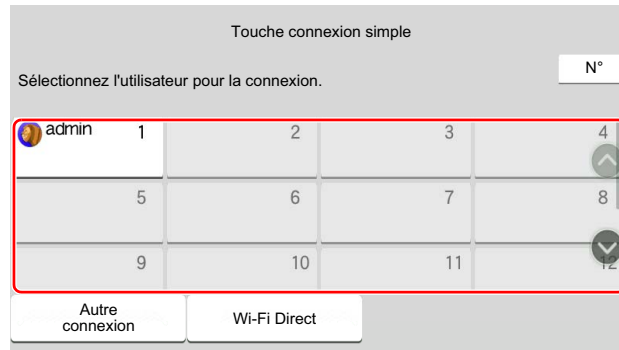 Touche connexion simple
Sélectionnez l'utilisateur pour la connexion.
N°
admin 1 2 3 4
5 6 7 8
9 10 11 12
Autre
connexion
Wi-Fi Direct